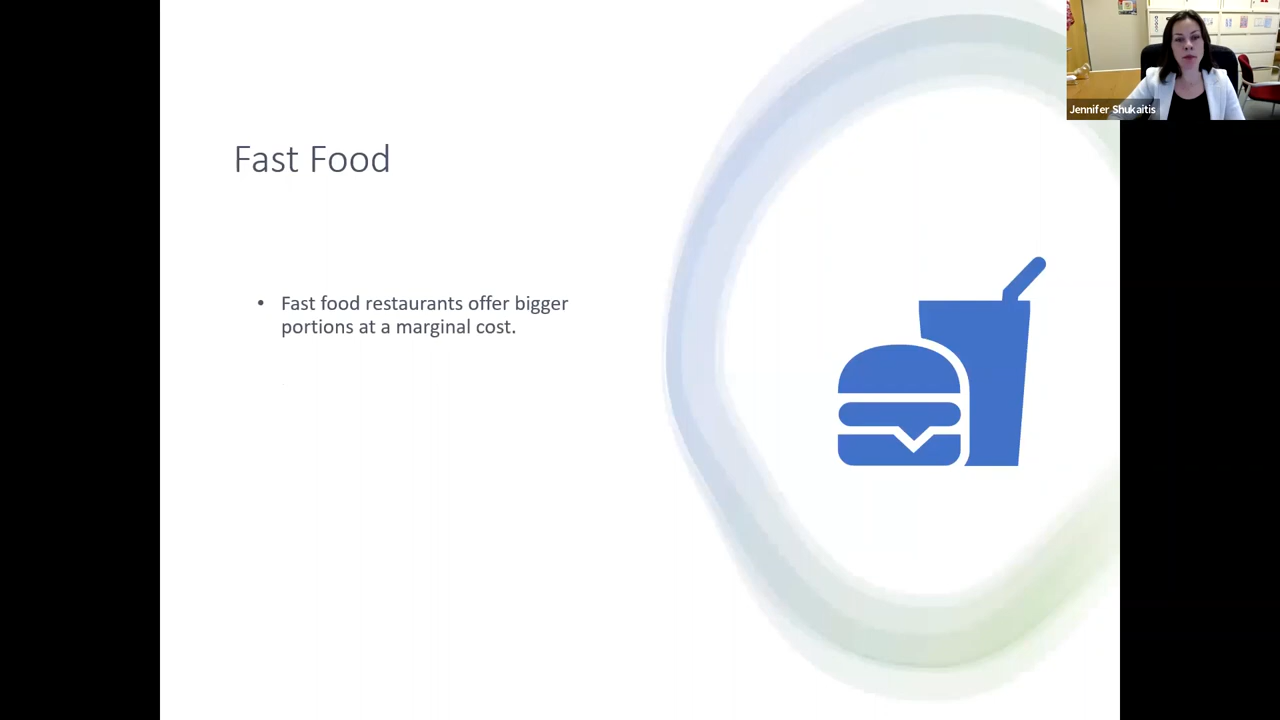 Jennifer Shukaitis
Fast Food
• Fast food restaurants offer bigger
portions at a marginal cost.